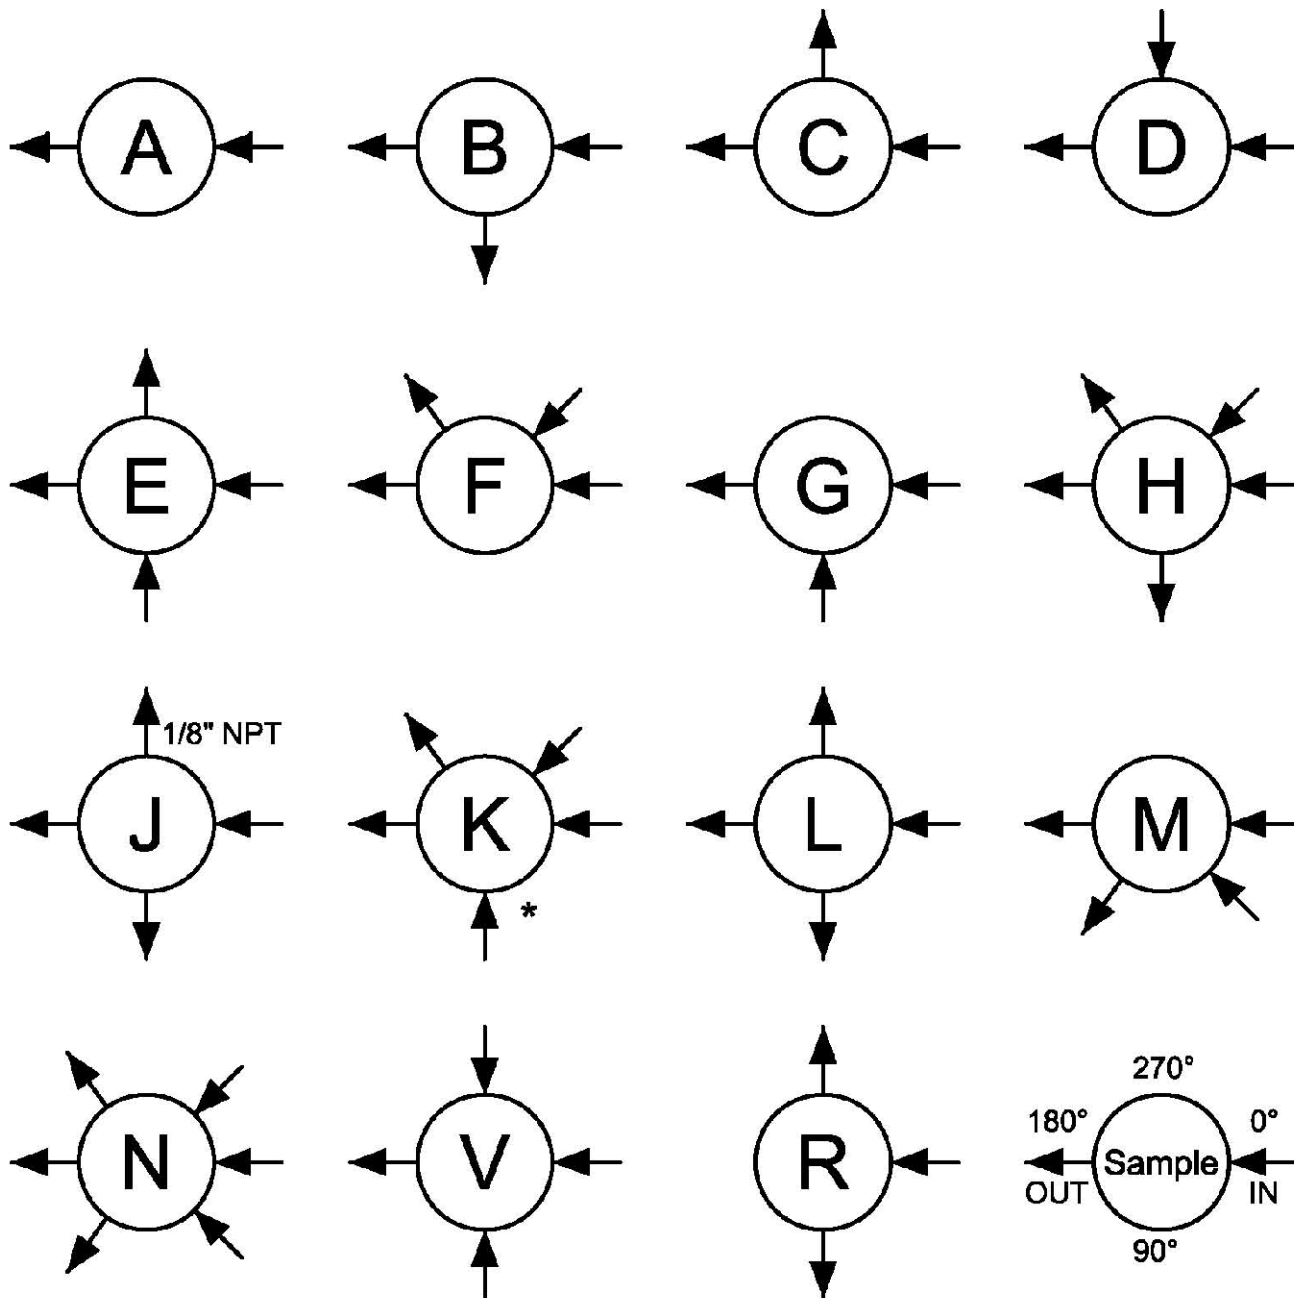 A B C D
E F G H
1/8" NPT
J K L M
*
270°
180° 0°
N V R Sample
OUT IN
90°